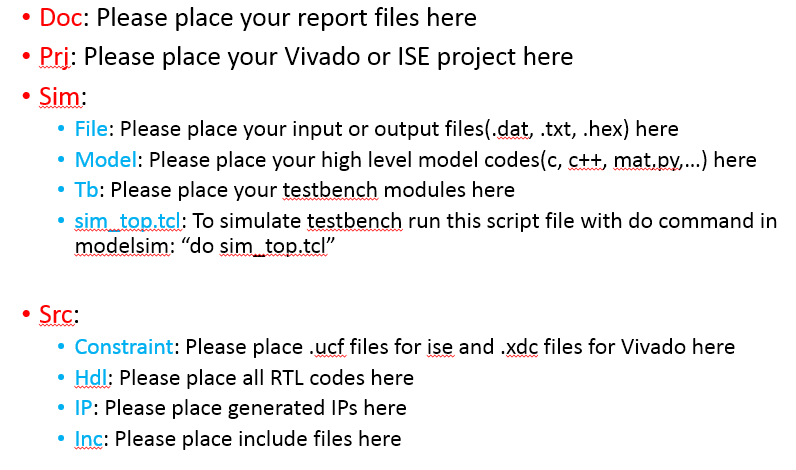 • Doc: Please place your report files here
• Prj: Please place your Vivado or ISE project here
• Sim:
• File: Please place your input or output files(.dat, .txt, .hex) here
• Model: Please place your high level model codes(c, c++, mat,py,...) here
• Tb: Please place your testbench modules here
• sim_top.tcl: To simulate testbench run this script file with do command in
modelsim: “do sim_top.tcl”
• Src:
• Constraint: Please place .ucf files for ise and .xdc files for Vivado here
• Hdl: Please place all RTL codes here
• IP: Please place generated IPs here
• Inc: Please place include files here